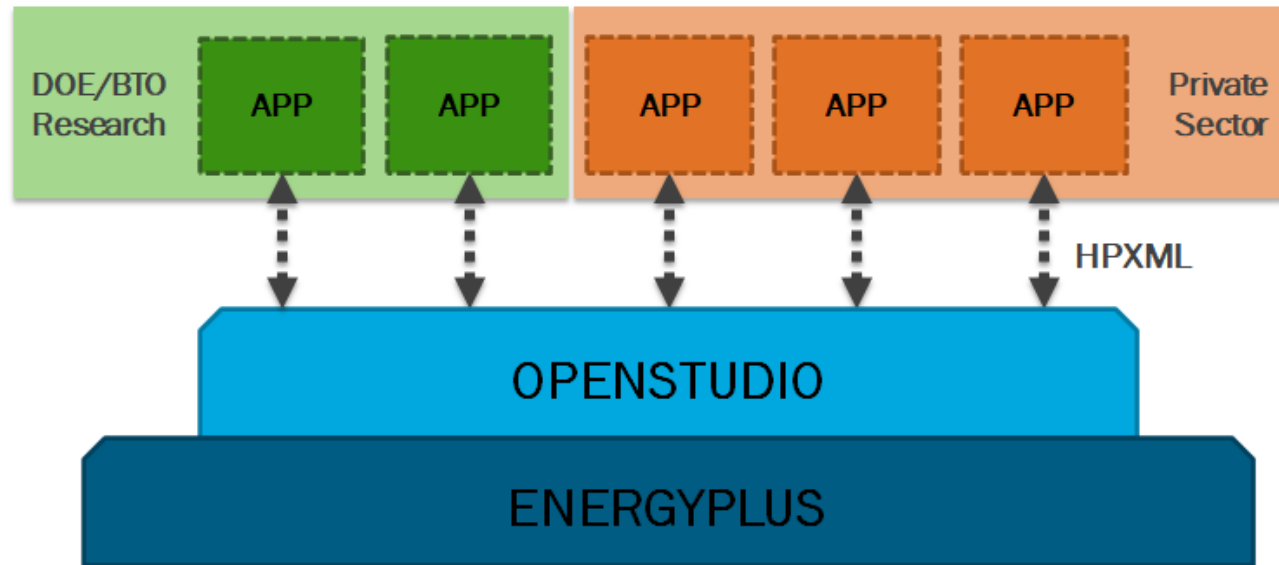 DOE/BTO
Research
APP
APP
APP
APP
APP
Private
Sector
HPXML
OPENSTUDIO
ENERGYPLUS